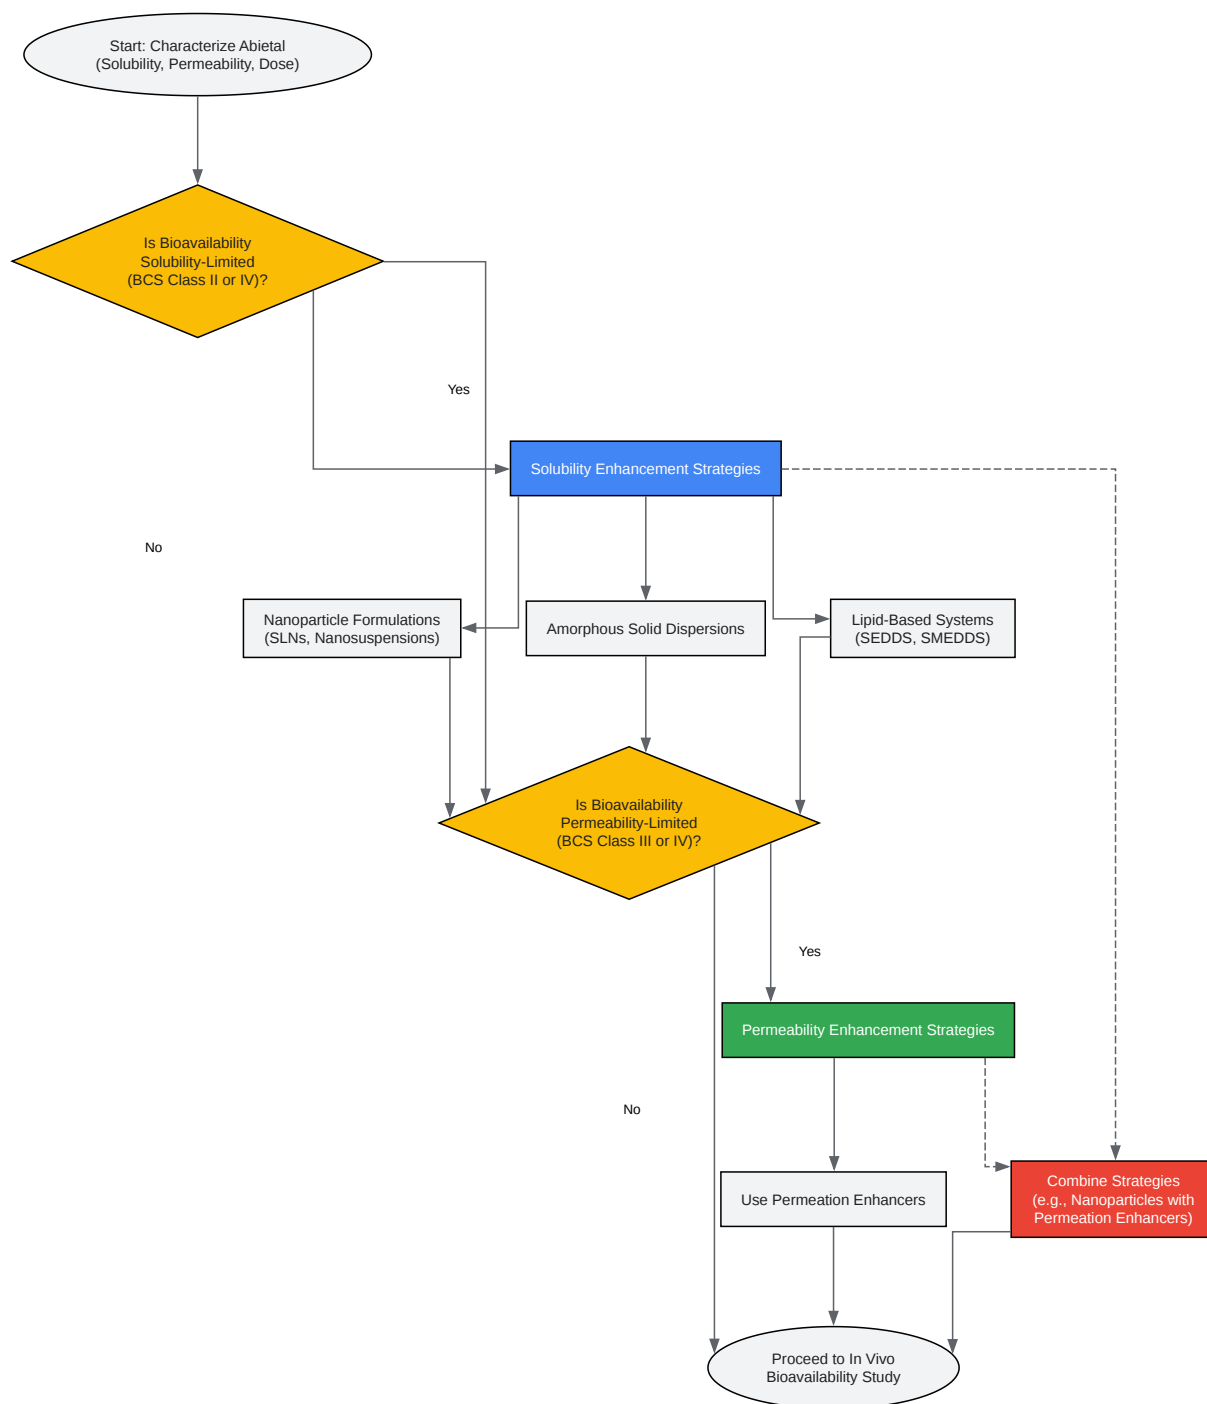 Start: Characterize Abietal
(Solubility, Permeability, Dose)
Is Bioavailability
Solubility-Limited
(BCS Class II or IV)?
Yes
Solubility Enhancement Strategies
No
Nanoparticle Formulations
(SLNs, Nanosuspensions)
Amorphous Solid Dispersions
Lipid-Based Systems
(SEDDS, SMEDDS)
Is Bioavailability
Permeability-Limited
(BCS Class III or IV)?
Yes
Permeability Enhancement Strategies
No
Use Permeation Enhancers
Combine Strategies
(e.g., Nanoparticles with
Permeation Enhancers)
Proceed to In Vivo
Bioavailability Study